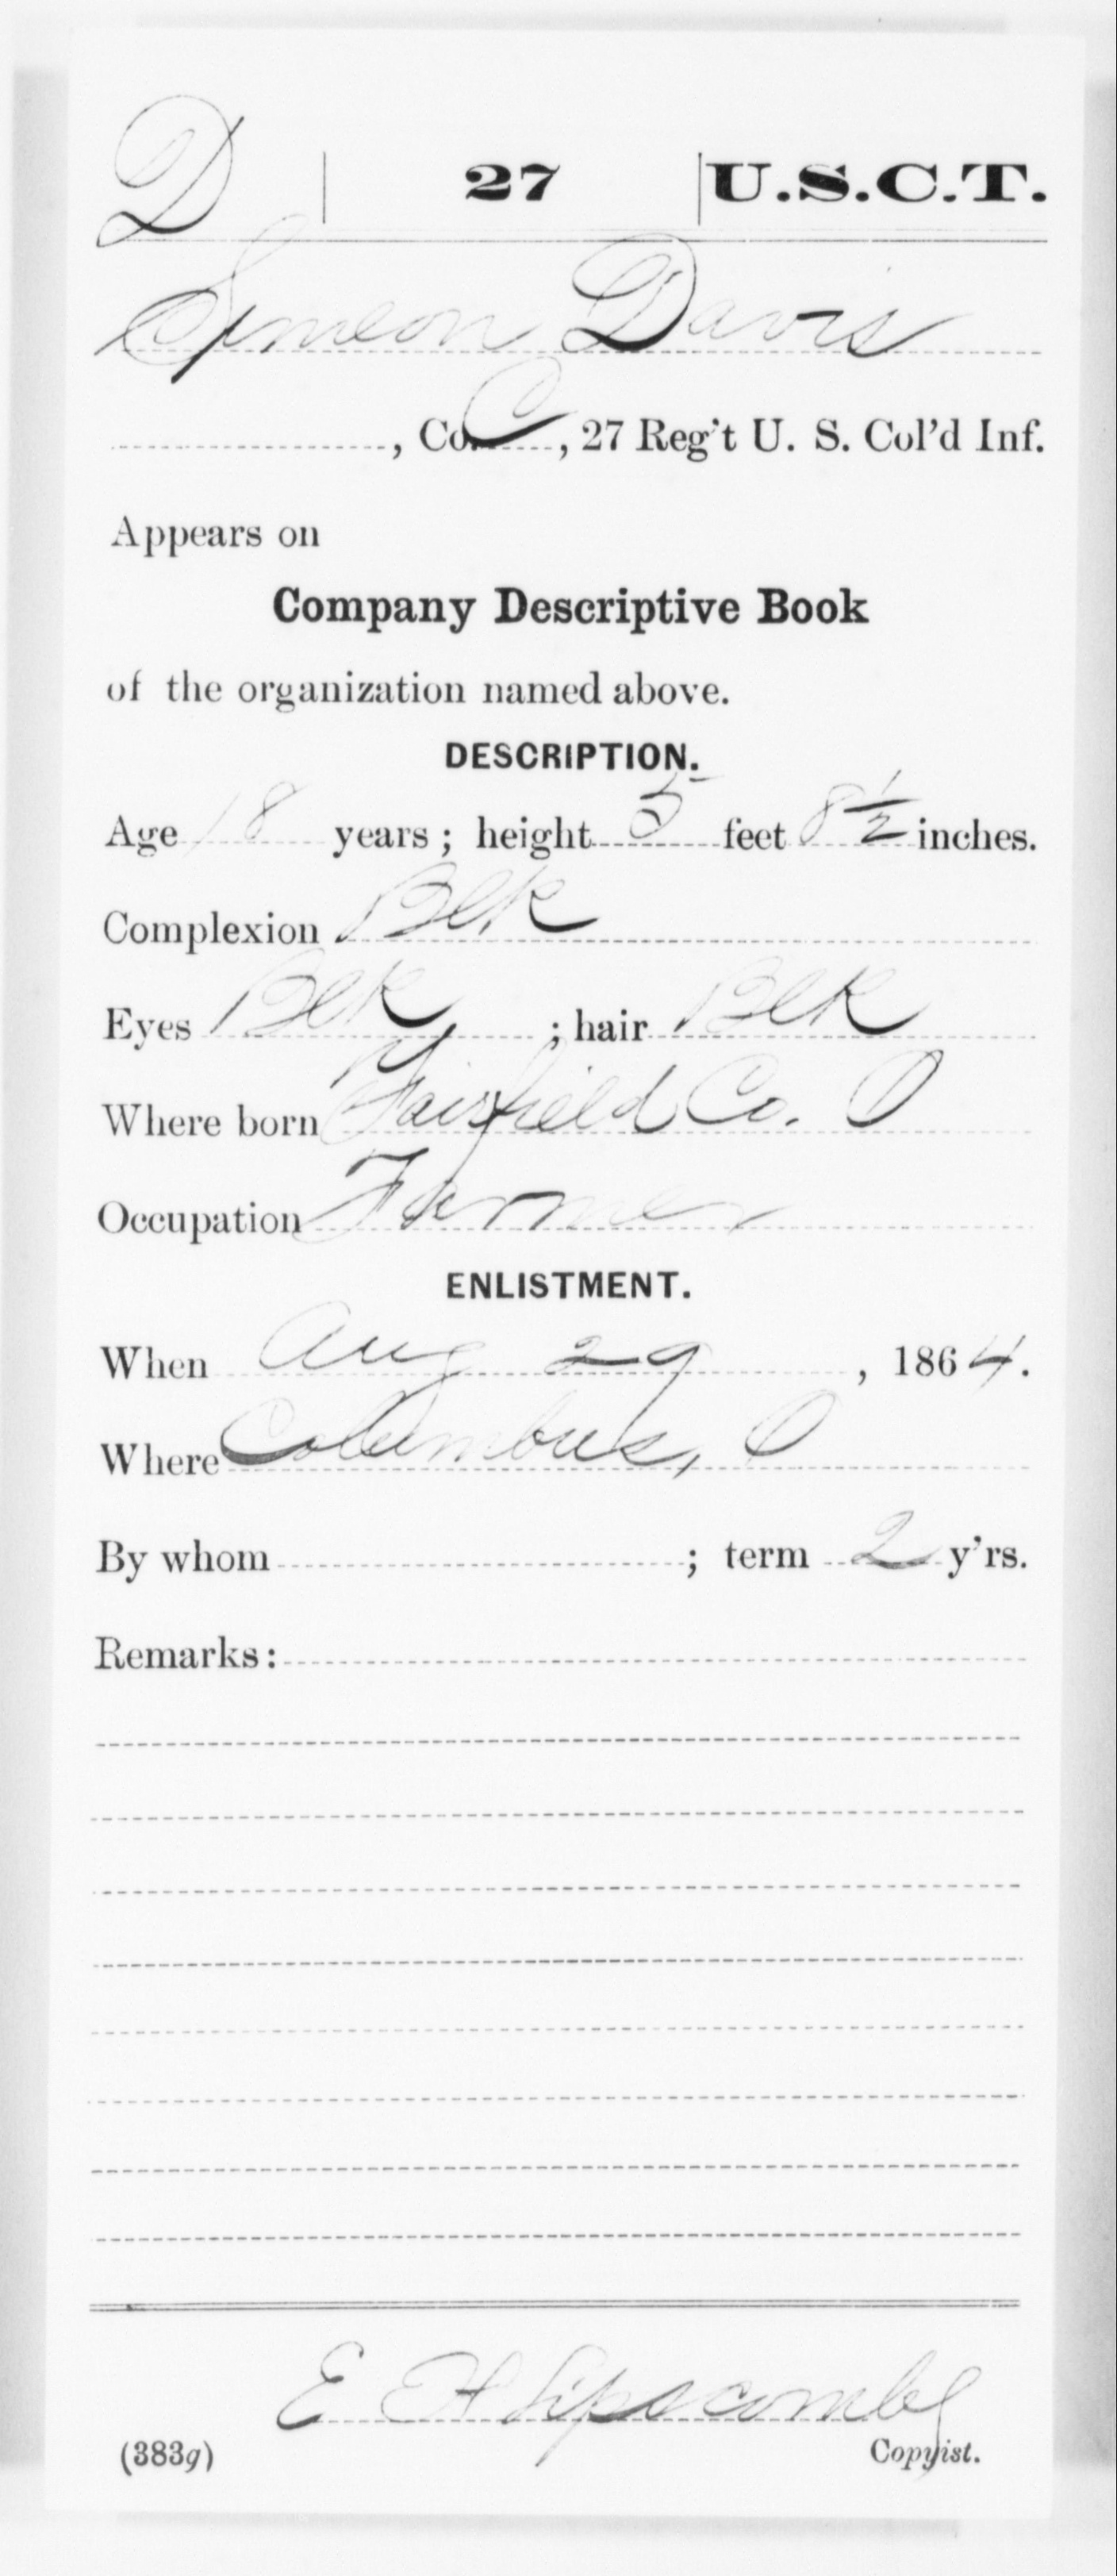 D | 27 | U.S.C.T.
Simeon Davis
, Co. C, 27 Reg't U. S. Col'd Inf.
Appears on
Company Descriptive Book
of the organization named above.
DESCRIPTION.
Age 18 years; height 5 feet 8 1/2 inches.
Complexion Blk
Eyes Blk; hair Blk
Where born Fairfield Co. O
Occupation Farmer
ENLISTMENT.
When Aug 29, 1864.
Where Columbus, O
By whom ; term 2 y'rs.
Remarks:
E H Lipscomb
(383g) Copyist.